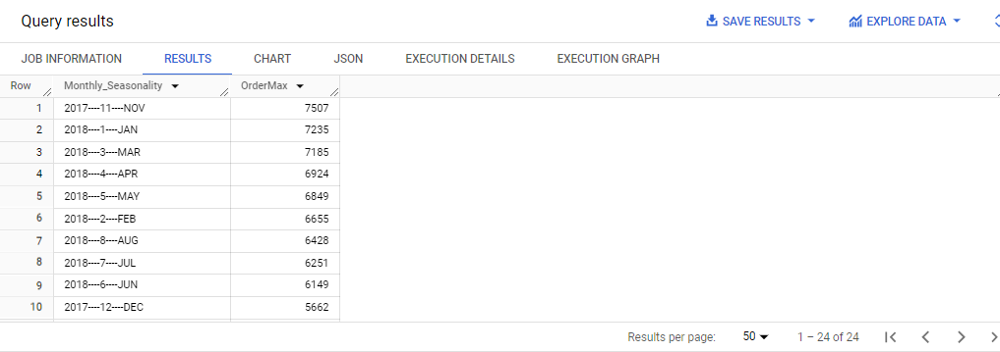 Query results SAVE RESULTS EXPLORE DATA
JOB INFORMATION RESULTS CHART JSON EXECUTION DETAILS EXECUTION GRAPH
Row Monthly_Seasonality OrderMax
1 2017----11----NOV 7507
2 2018----1----JAN 7235
3 2018----3----MAR 7185
4 2018----4----APR 6924
5 2018----5----MAY 6849
6 2018----2----FEB 6655
7 2018----8----AUG 6428
8 2018----7----JUL 6251
9 2018----6----JUN 6149
10 2017----12----DEC 5662
Results per page: 50 1 – 24 of 24